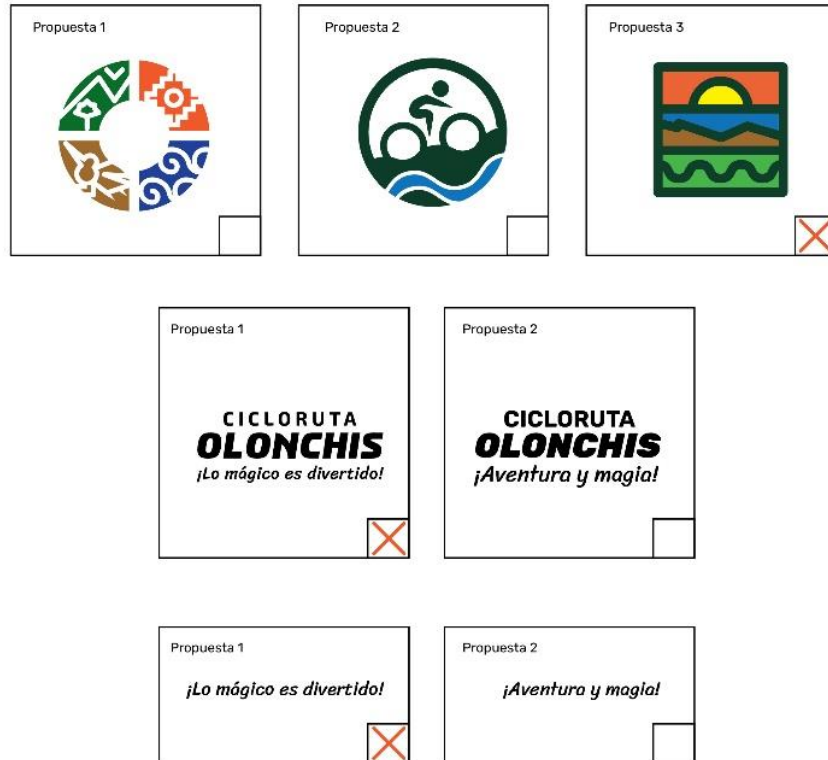 Propuesta 1
Propuesta 2
Propuesta 3
Propuesta 1
CICLORUTA
OLONCHIS
¡Lo mágico es divertido!
Propuesta 2
CICLORUTA
OLONCHIS
¡Aventura y magia!
Propuesta 1
¡Lo mágico es divertido!
Propuesta 2
¡Aventura y magia!